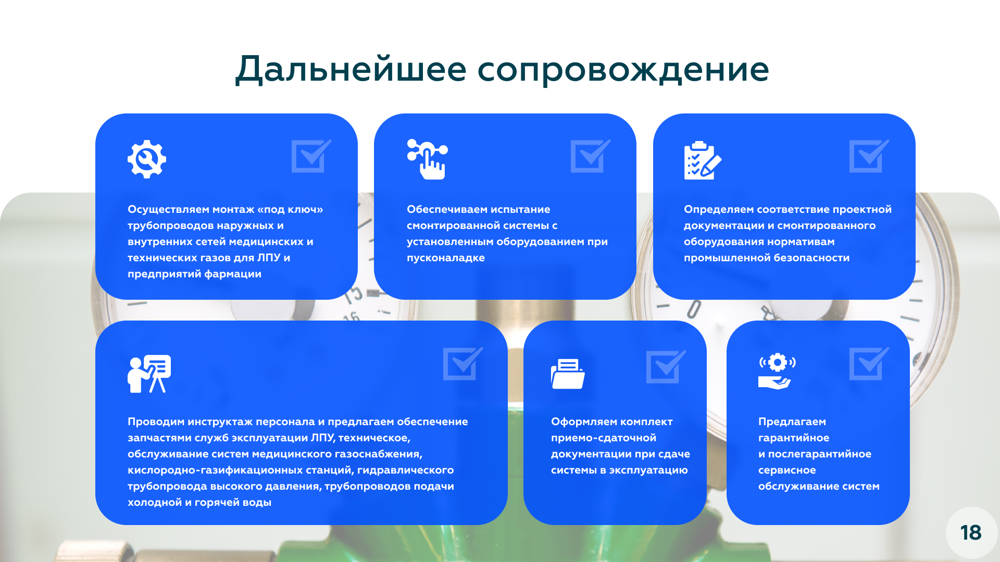 Дальнейшее сопровождение
Осуществляем монтаж «под ключ»
трубопроводов наружных и
внутренних сетей медицинских и
технических газов для ЛПУ и
предприятий фармации
Обеспечиваем испытание
смонтированной системы с
установленным оборудованием при
пусконаладке
Определяем соответствие проектной
документации и смонтированного
оборудования нормативам
промышленной безопасности
15
16
0
Проводим инструктаж персонала и предлагаем обеспечение
запчастями служб эксплуатации ЛПУ, техническое,
обслуживание систем медицинского газоснабжения,
кислородно-газификационных станций, гидравлического
трубопровода высокого давления, трубопроводов подачи
холодной и горячей воды
Оформляем комплект
приемо-сдаточной
документации при сдаче
системы в эксплуатацию
Предлагаем
гарантийное
и послегарантийное
сервисное
обслуживание систем
18